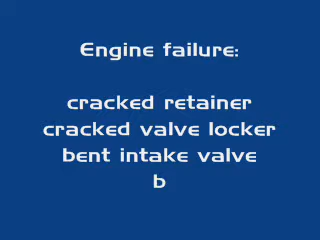 Engine failure:
cracked retainer
cracked valve locker
bent intake valve
b